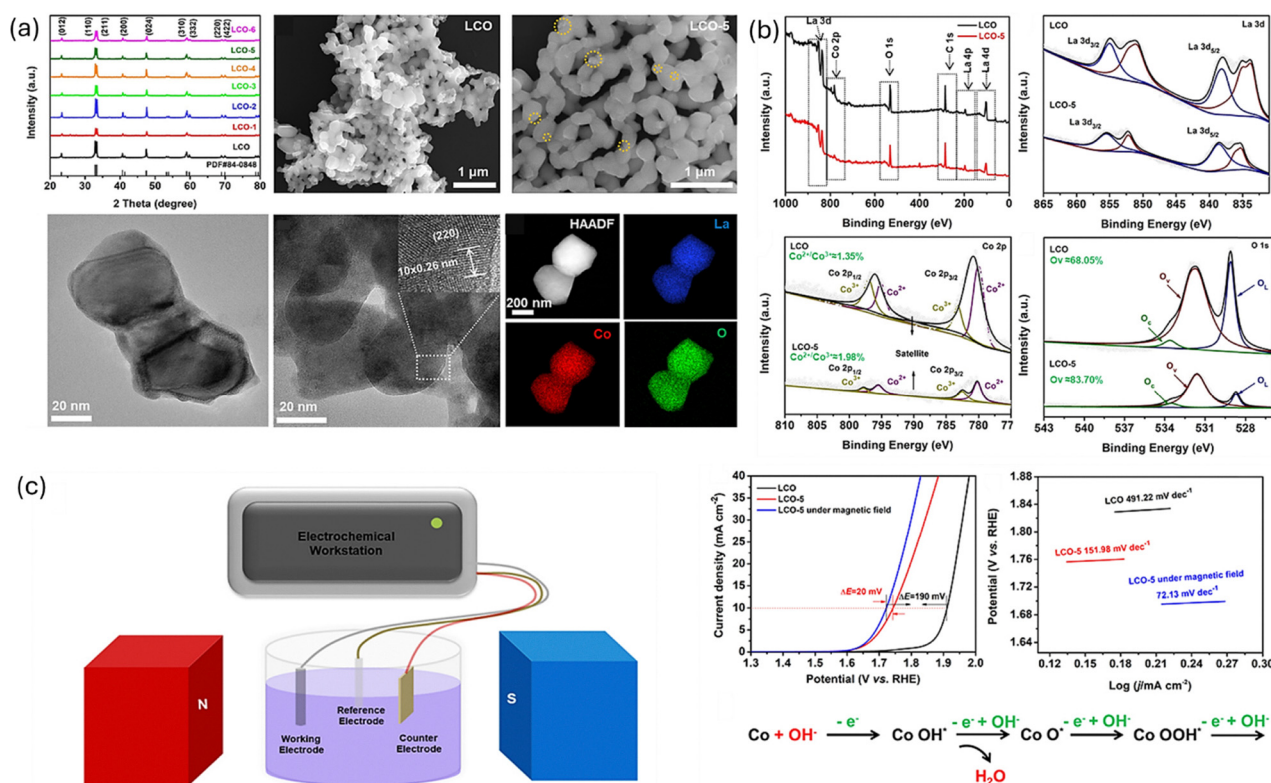 (a)
(012)
(110)
(211)
(200)
(024)
(310)
(332)
(220)
(422)
LCO-6
LCO-5
LCO-4
LCO-3
LCO-2
LCO-1
LCO
PDF#84-0848
Intensity (a.u.)
20 30 40 50 60 70 80
2 Theta (degree)
LCO
1 µm
LCO-5
1 µm
20 nm
(220)
10x0.26 nm
20 nm
HAADF
200 nm
La
Co
O
(b)
La 3d
Co 2p
O 1s
C 1s
La 4p
La 4d
LCO
LCO-5
Intensity (a.u.)
1000 800 600 400 200 0
Binding Energy (eV)
LCO
La 3d
La 3d3/2
La 3d5/2
LCO-5
La 3d3/2
La 3d5/2
Intensity (a.u.)
865 860 855 850 845 840 835
Binding Energy (eV)
LCO
Co 2p
Co²⁺/Co³⁺≈1.35%
Co 2p1/2
Co 2p3/2
Co³⁺
Co²⁺
Co³⁺
Co²⁺
LCO-5
Satellite
Co²⁺/Co³⁺≈1.98%
Co 2p1/2
Co 2p3/2
Co³⁺
Co²⁺
Co³⁺
Co²⁺
Intensity (a.u.)
810 805 800 795 790 785 780 77
Binding Energy (eV)
LCO
O 1s
Ov ≈68.05%
Ov
OL
Oc
LCO-5
Ov ≈83.70%
Ov
Oc
OL
Intensity (a.u.)
543 540 537 534 531 528
Binding Energy (eV)
(c)
Electrochemical
Workstation
N
S
Working
Electrode
Reference
Electrode
Counter
Electrode
LCO
LCO-5
LCO-5 under magnetic field
ΔE=20 mV
ΔE=190 mV
Current density (mA cm⁻²)
40
35
30
25
20
15
10
5
0
1.3 1.4 1.5 1.6 1.7 1.8 1.9 2.0
Potential (V vs. RHE)
LCO 491.22 mV dec⁻¹
LCO-5 151.98 mV dec⁻¹
LCO-5 under magnetic field
72.13 mV dec⁻¹
Potential (V vs. RHE)
1.88
1.84
1.80
1.76
1.72
1.68
1.64
0.12 0.15 0.18 0.21 0.24 0.27 0.30
Log (j/mA cm⁻²)
Co + OH⁻ - e⁻ Co OH* - e⁻ + OH⁻ Co O* - e⁻ + OH⁻ Co OOH* - e⁻ + OH⁻
H₂O